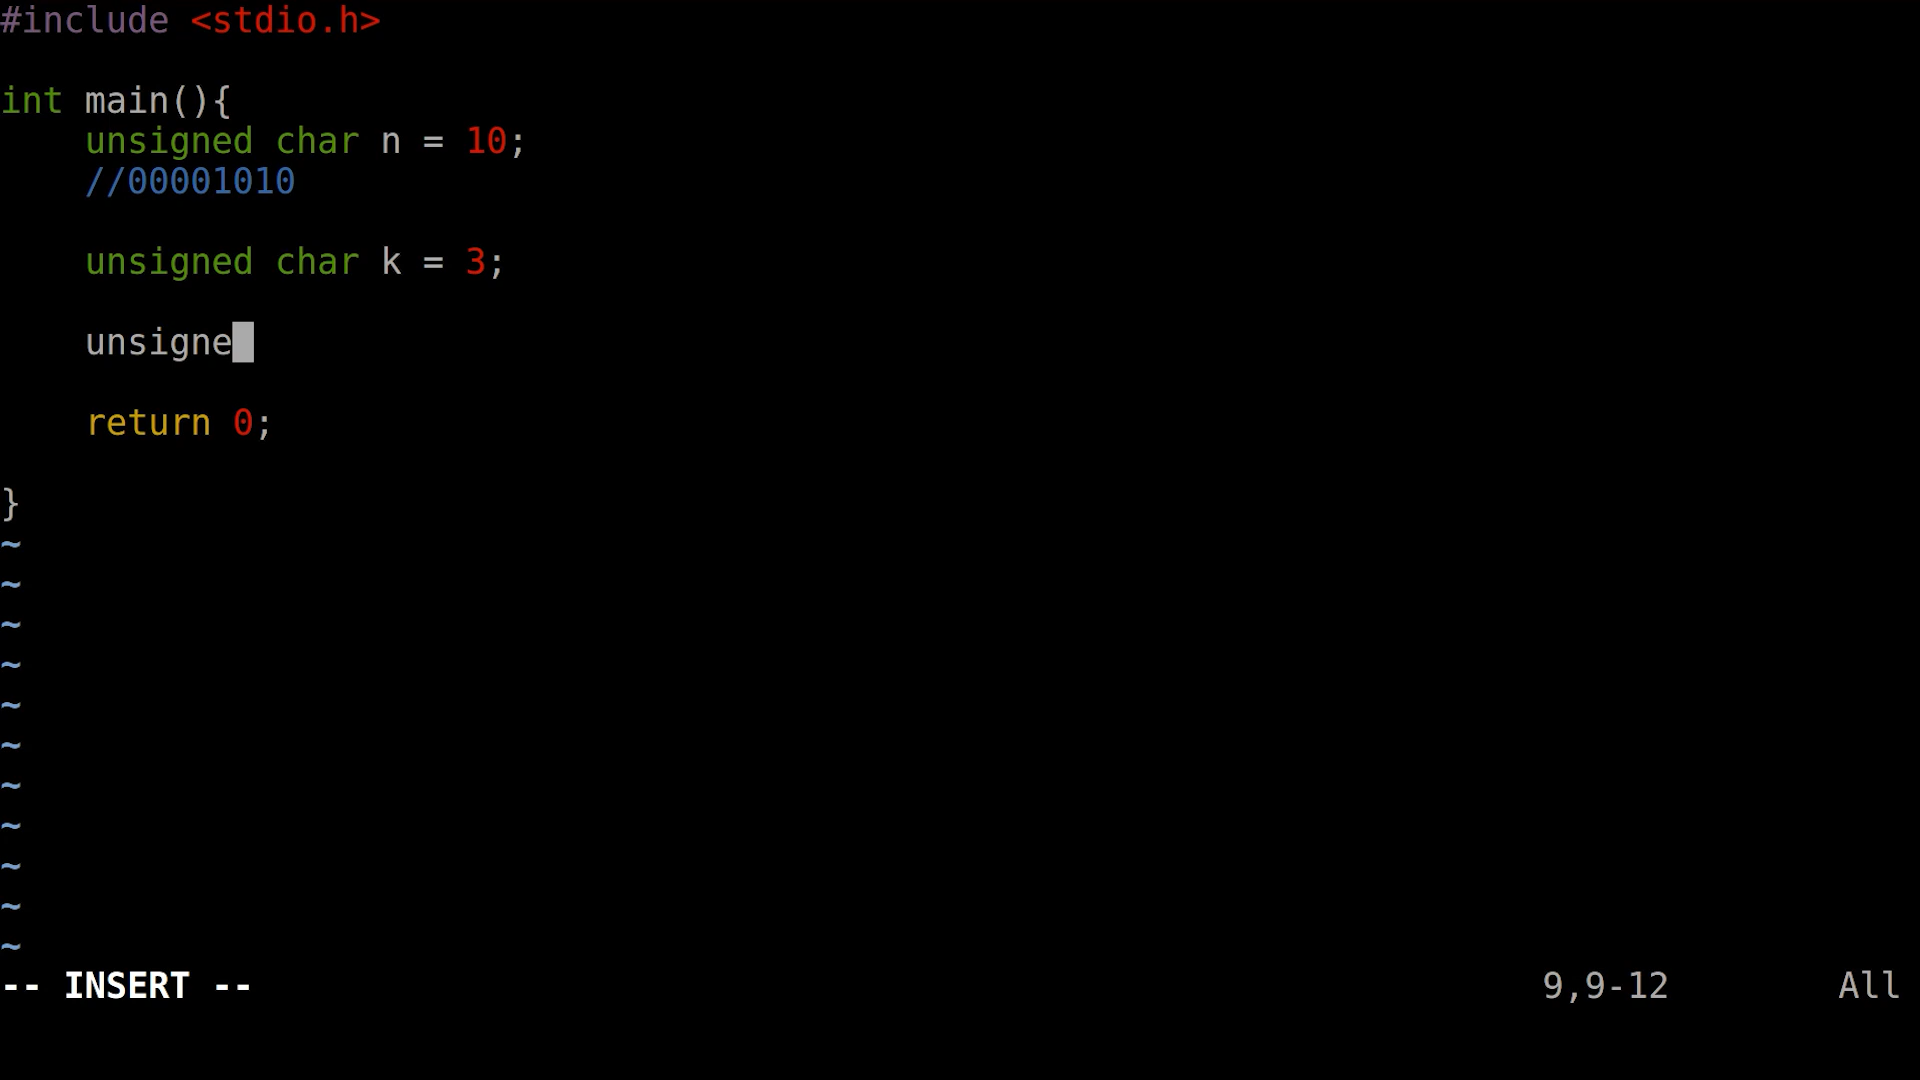 #include <stdio.h>
int main(){
unsigned char n = 10;
//00001010
unsigned char k = 3;
unsigne
return 0;
}
~
~
~
~
~
~
~
~
~
~
~
-- INSERT -- 9,9-12 All